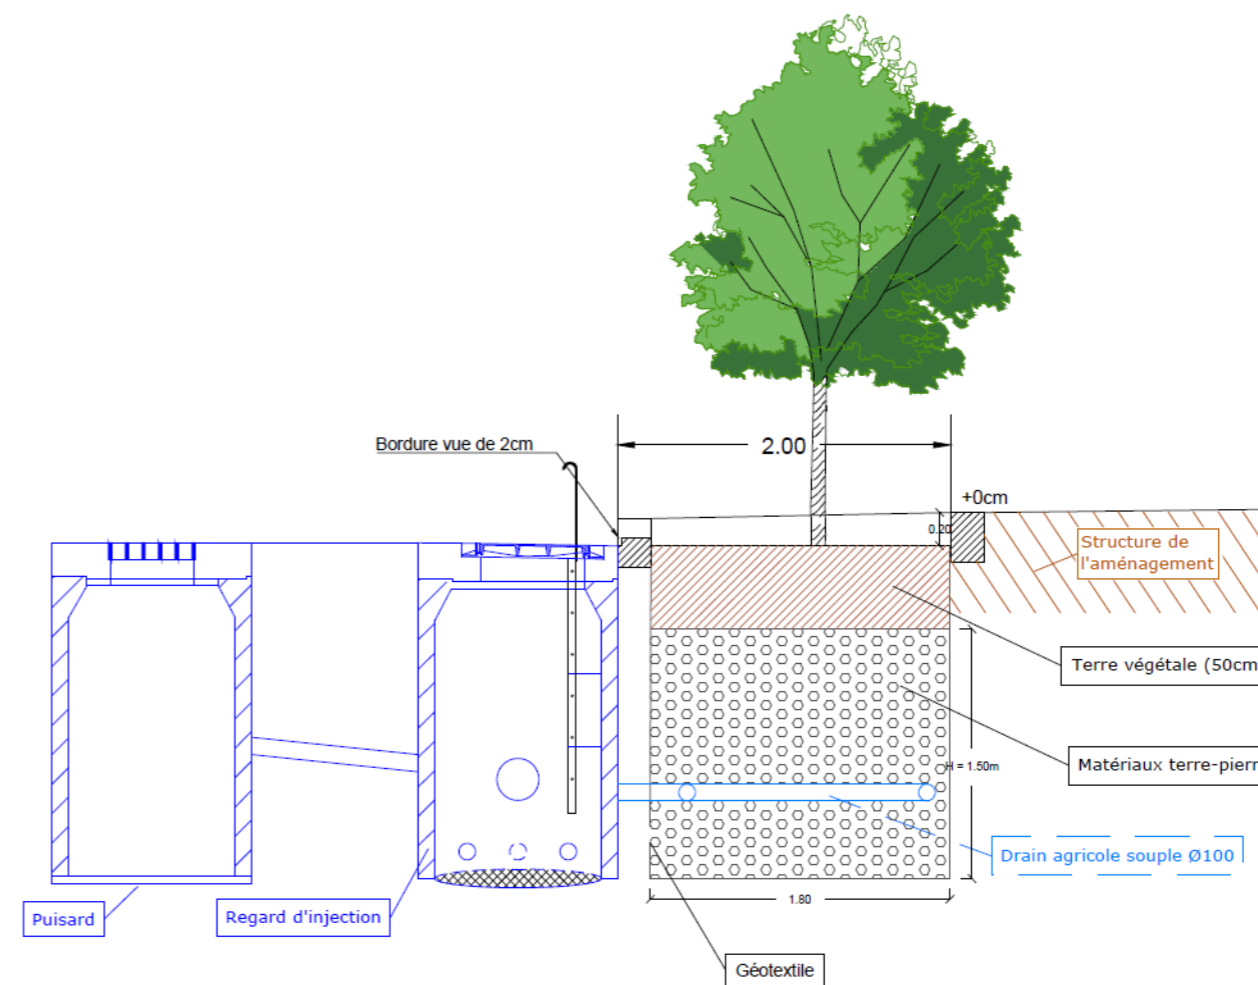 Bordure vue de 2cm
2.00
+0cm
0.20
Structure de
l'aménagement
Terre végétale (50cm
Matériaux terre-pierr
H = 1.50m
Drain agricole souple Ø100
1.80
Puisard
Regard d'injection
Géotextile